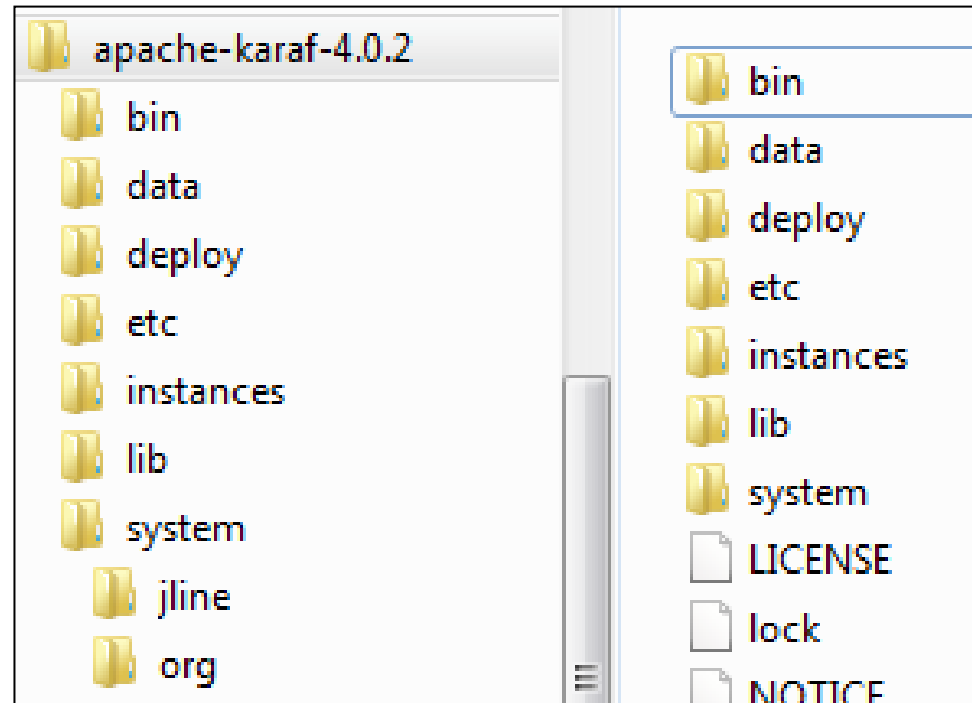 apache-karaf-4.0.2
bin
data
deploy
etc
instances
lib
system
jline
org
bin
data
deploy
etc
instances
lib
system
LICENSE
lock
NOTICE